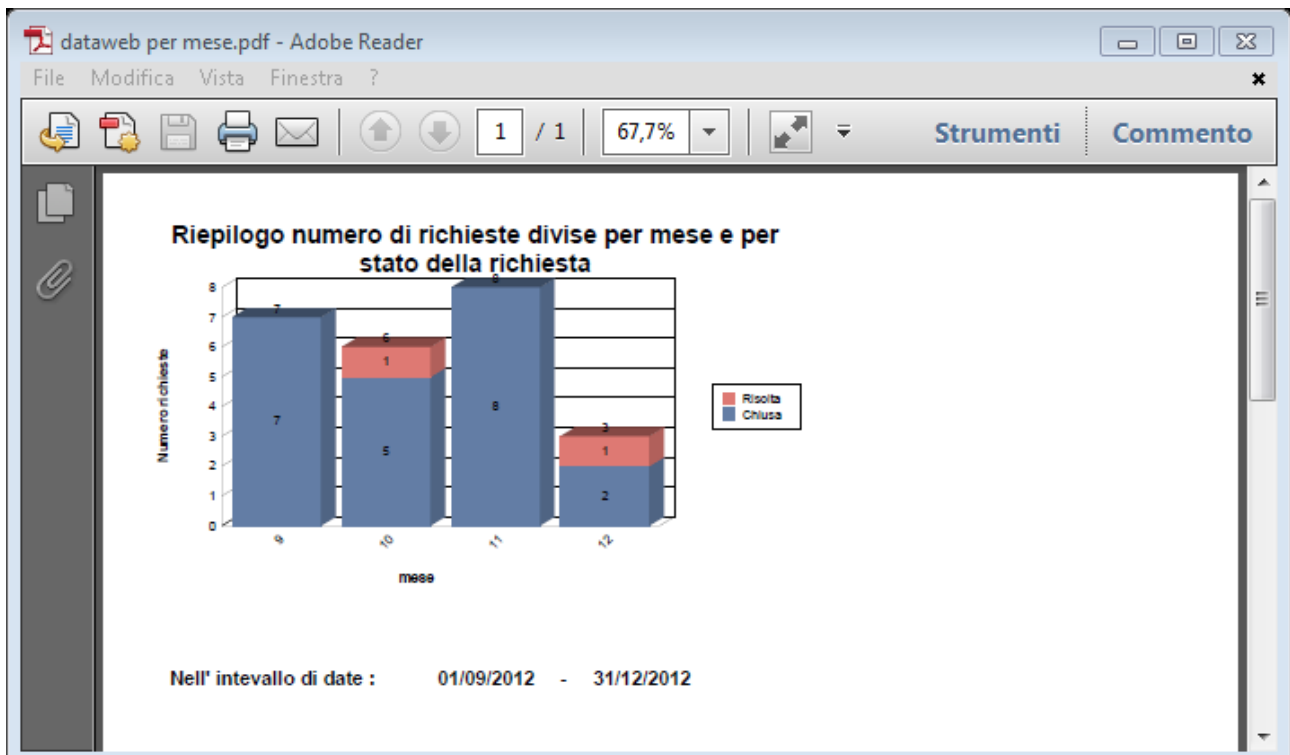 dataweb per mese.pdf - Adobe Reader
File Modifica Vista Finestra ?
1 / 1 67,7% Strumenti Commento
Riepilogo numero di richieste divise per mese e per
stato della richiesta
Numero richieste
8
7
6
5
4
3
2
1
0
7
7
6
1
5
8
8
3
1
2
9 10 11 12
mese
Risolta
Chiusa
Nell' intevallo di date : 01/09/2012 - 31/12/2012